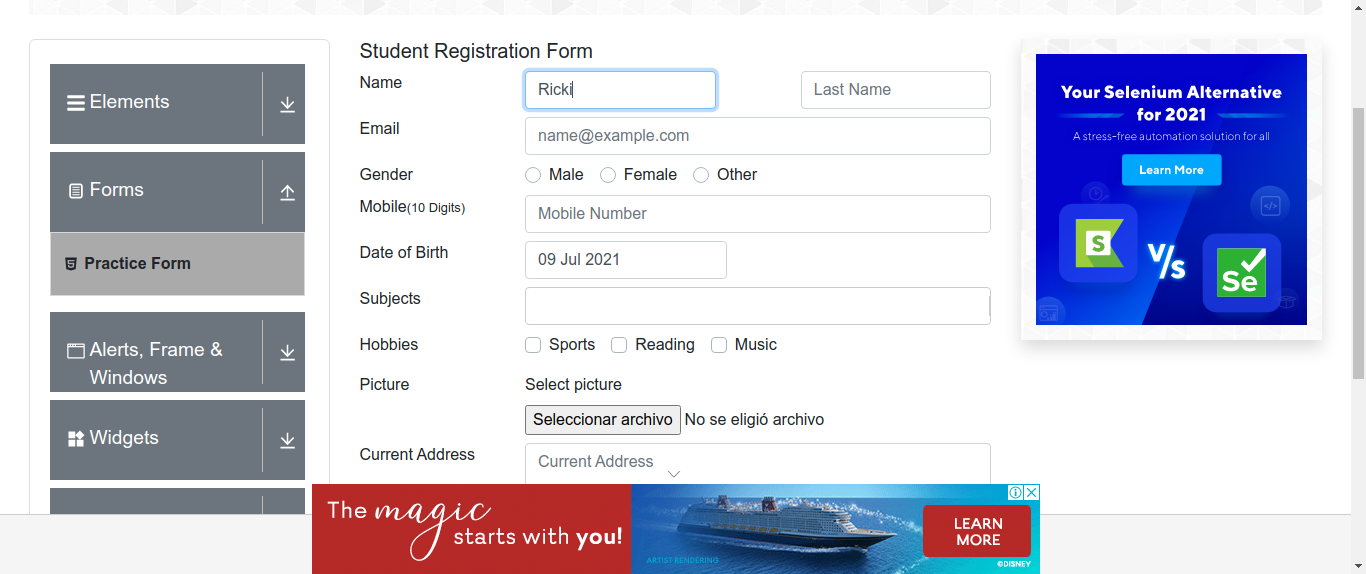 Elements
Forms
Practice Form
Alerts, Frame &
Windows
Widgets
Student Registration Form
Name
Ricki
Last Name
Email
name@example.com
Gender
Male
Female
Other
Mobile(10 Digits)
Mobile Number
Date of Birth
09 Jul 2021
Subjects
Hobbies
Sports
Reading
Music
Picture
Select picture
Seleccionar archivo
No se eligió archivo
Current Address
Current Address
Your Selenium Alternative
for 2021
A stress-free automation solution for all
Learn More
S
V/s
Se
The magic
starts with you!
ARTIST RENDERING
LEARN
MORE
©DISNEY